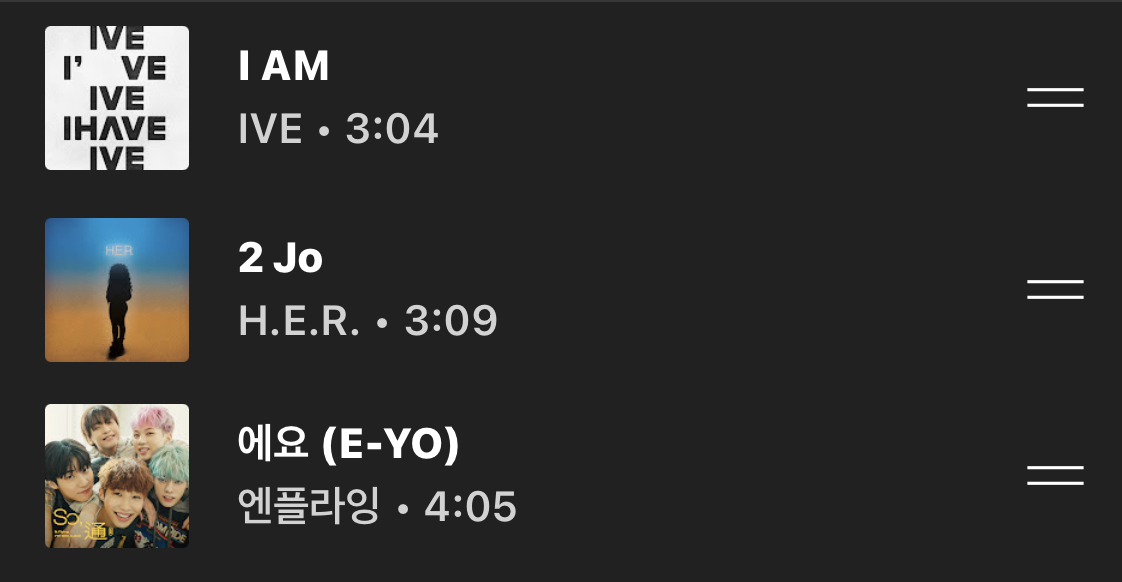 IVE
I' VE
IVE
IHAVE
IVE
I AM
IVE • 3:04
HER
2 Jo
H.E.R. • 3:09
So,
通
에요 (E-YO)
엔플라잉 • 4:05